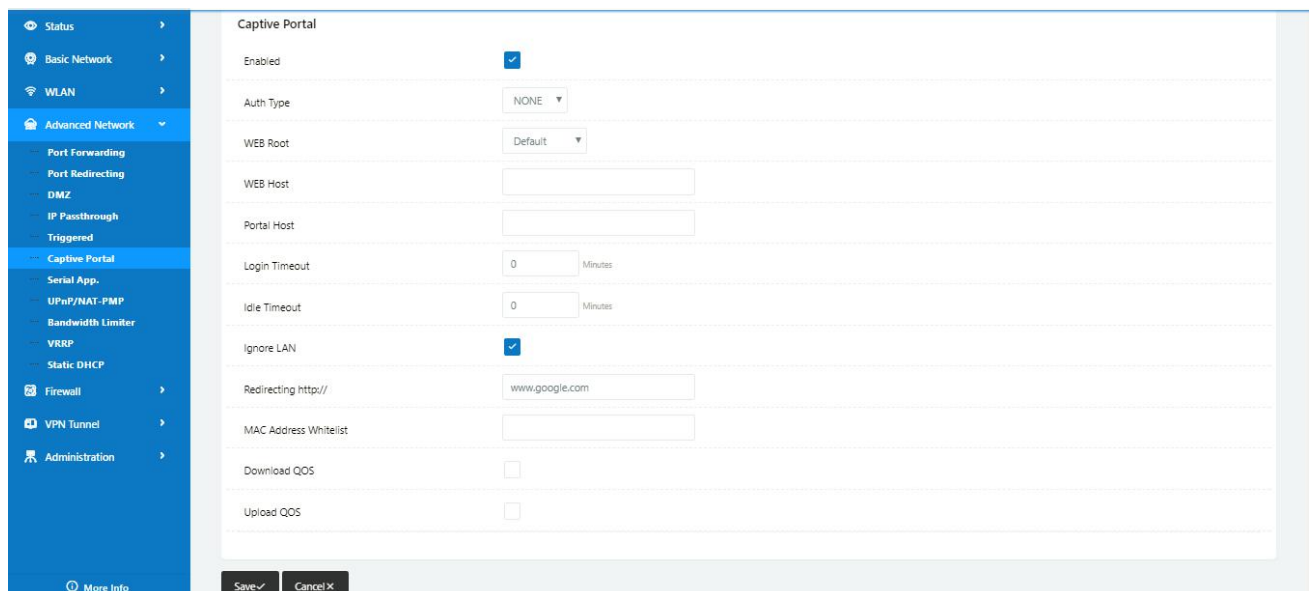 Status
Basic Network
WLAN
Advanced Network
Port Forwarding
Port Redirecting
DMZ
IP Passthrough
Triggered
Captive Portal
Serial App.
UPnP/NAT-PMP
Bandwidth Limiter
VRRP
Static DHCP
Firewall
VPN Tunnel
Administration
More Info
Captive Portal
Enabled
Auth Type NONE
WEB Root Default
WEB Host
Portal Host
Login Timeout 0 Minutes
Idle Timeout 0 Minutes
Ignore LAN
Redirecting http:// www.google.com
MAC Address Whitelist
Download QOS
Upload QOS
Save Cancel